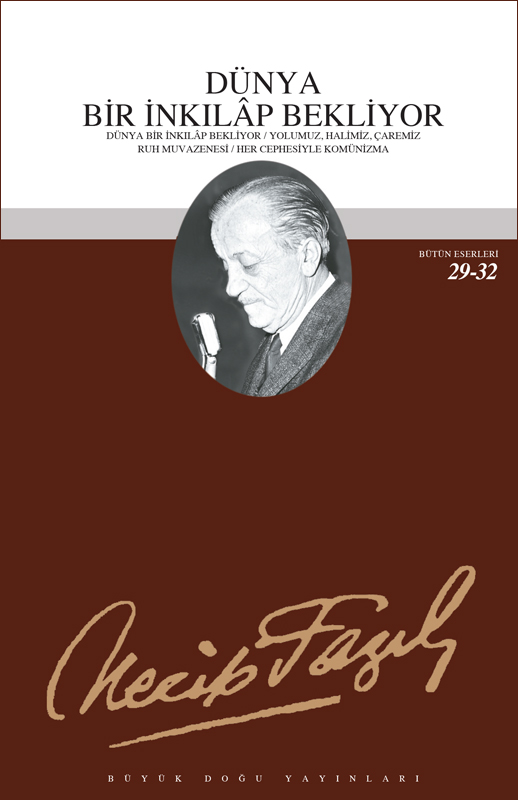 DÜNYA
BİR İNKILÂP BEKLİYOR
DÜNYA BİR İNKILÂP BEKLİYOR / YOLUMUZ, HALİMİZ, ÇAREMİZ
RUH MUVAZENESİ / HER CEPHESİYLE KOMÜNİZMA
BÜTÜN ESERLERİ
29-32
Necip Fazıl
BÜYÜK DOĞU YAYINLARI